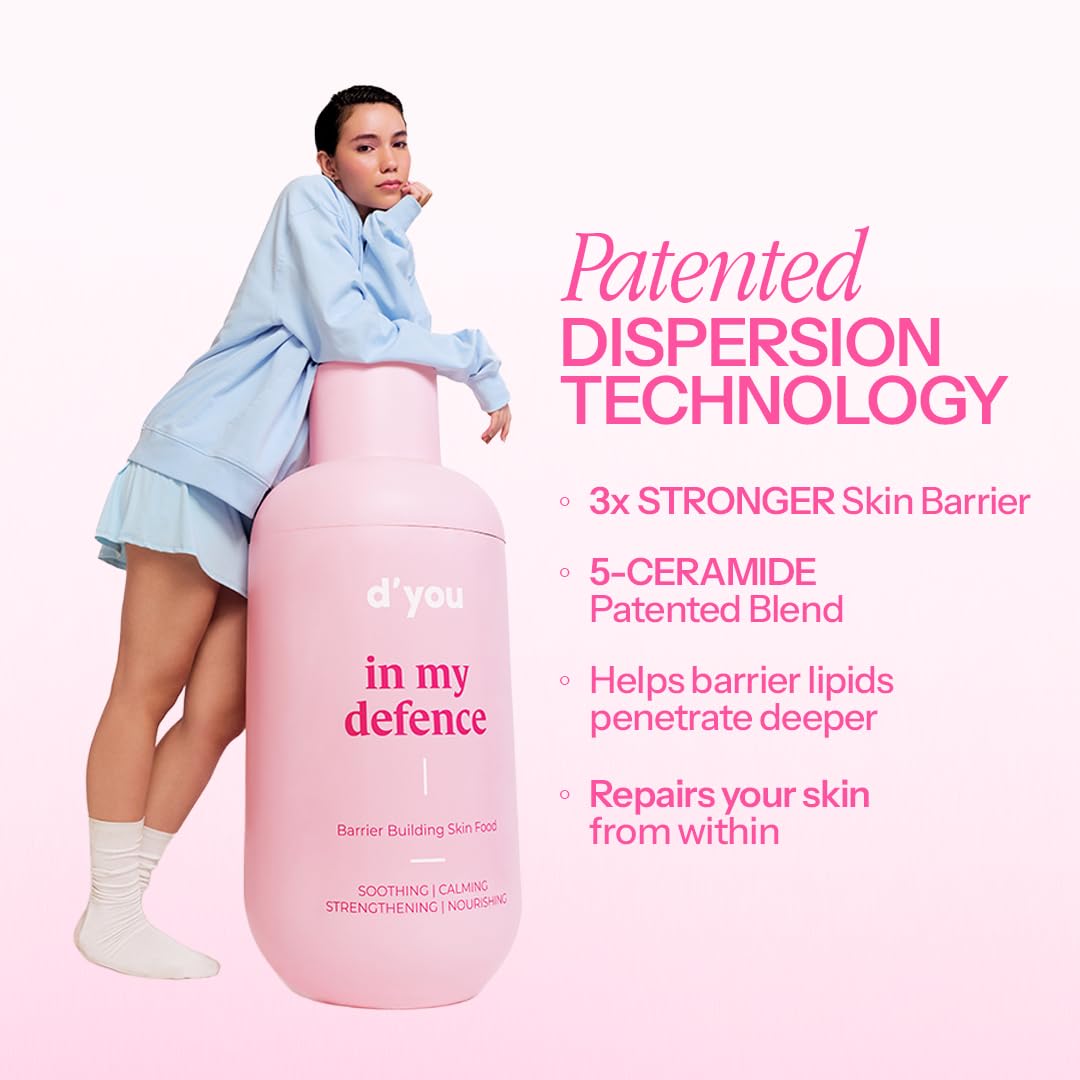 Patented
DISPERSION
TECHNOLOGY
3x STRONGER Skin Barrier
5-CERAMIDE
Patented Blend
Helps barrier lipids
penetrate deeper
Repairs your skin
from within
d'you
in my
defence
Barrier Building Skin Food
SOOTHING | CALMING
STRENGTHENING | NOURISHING